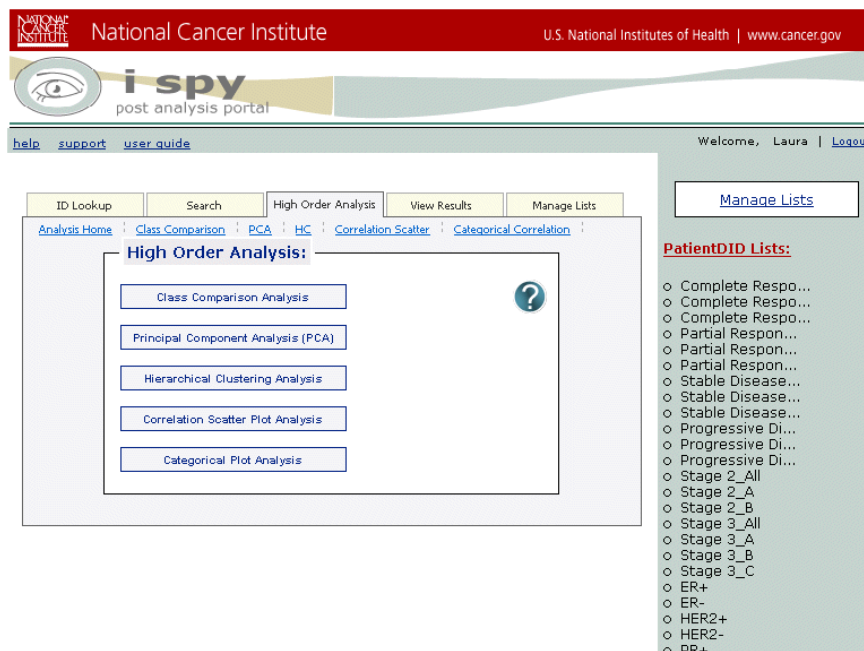 NATIONAL
CANCER
INSTITUTE
National Cancer Institute
U.S. National Institutes of Health | www.cancer.gov
i spy
post analysis portal
help support user guide
Welcome, Laura | Logou
ID Lookup
Search
High Order Analysis
View Results
Manage Lists
Analysis Home
Class Comparison
PCA
HC
Correlation Scatter
Categorical Correlation
High Order Analysis:
Class Comparison Analysis
?
Principal Component Analysis (PCA)
Hierarchical Clustering Analysis
Correlation Scatter Plot Analysis
Categorical Plot Analysis
Manage Lists
PatientDID Lists:
Complete Respo...
Complete Respo...
Complete Respo...
Partial Respon...
Partial Respon...
Partial Respon...
Stable Disease...
Stable Disease...
Stable Disease...
Progressive Di...
Progressive Di...
Progressive Di...
Stage 2_All
Stage 2_A
Stage 2_B
Stage 3_All
Stage 3_A
Stage 3_B
Stage 3_C
ER+
ER-
HER2+
HER2-
PR+